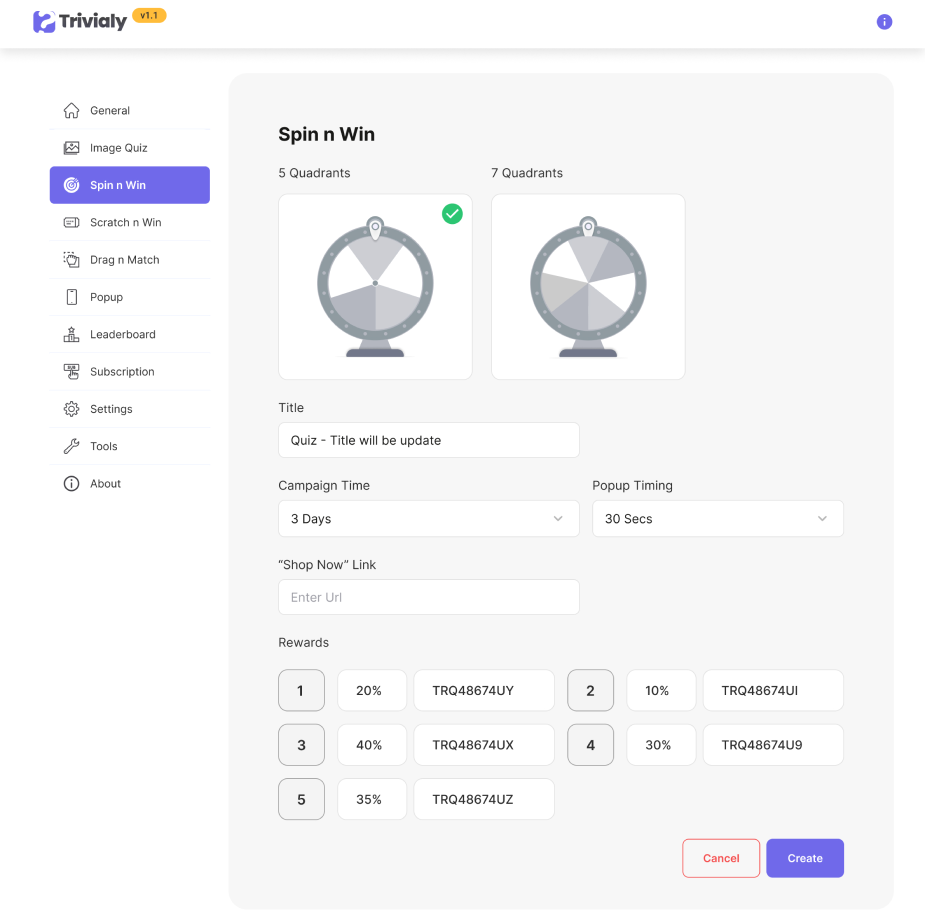 Trivialy v1.1
General
Image Quiz
Spin n Win
Scratch n Win
Drag n Match
Popup
Leaderboard
Subscription
Settings
Tools
About
Spin n Win
5 Quadrants 7 Quadrants
Title
Quiz - Title will be update
Campaign Time Popup Timing
3 Days 30 Secs
“Shop Now” Link
Enter Url
Rewards
1 20% TRQ48674UY 2 10% TRQ48674UI
3 40% TRQ48674UX 4 30% TRQ48674U9
5 35% TRQ48674UZ
Cancel Create